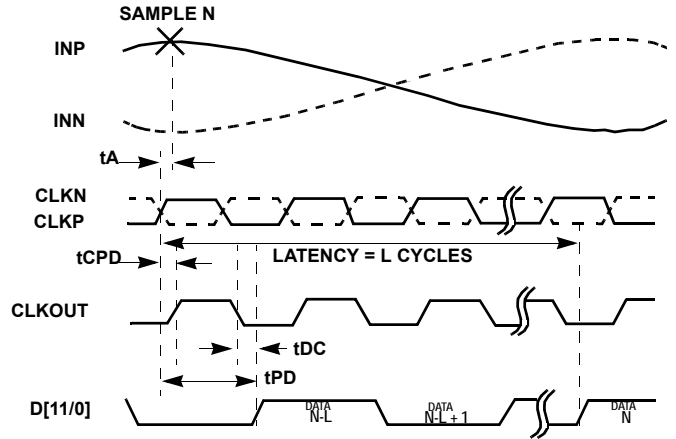 SAMPLE N
INP
INN
tA
CLKN
CLKP
LATENCY = L CYCLES
tCPD
CLKOUT
tDC
tPD
D[11/0]
DATA
N-L
DATA
N-L + 1
DATA
N